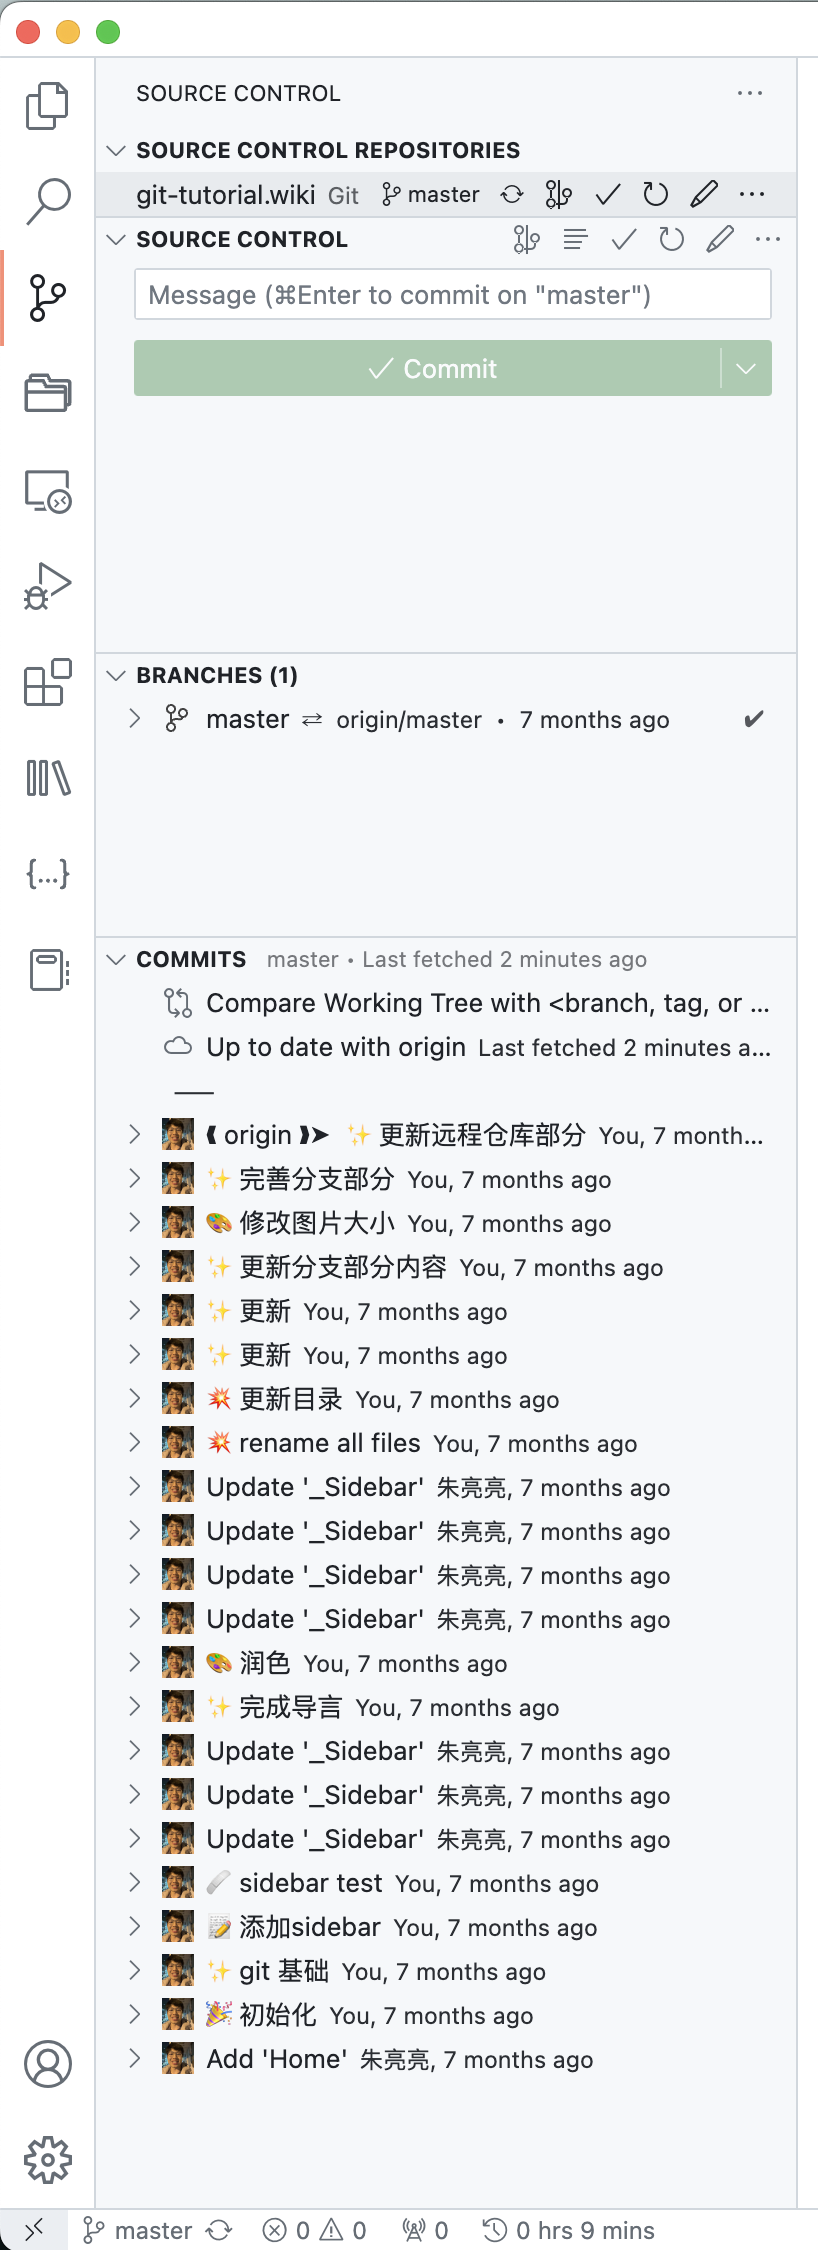 SOURCE CONTROL
SOURCE CONTROL REPOSITORIES
git-tutorial.wiki Git master
SOURCE CONTROL
Message (⌘Enter to commit on "master")
Commit
BRANCHES (1)
master ⇄ origin/master • 7 months ago ✔
COMMITS master • Last fetched 2 minutes ago
Compare Working Tree with <branch, tag, or ...
Up to date with origin Last fetched 2 minutes a...
❰ origin ❱➤ ✨ 更新远程仓库部分 You, 7 month...
✨ 完善分支部分 You, 7 months ago
🎨 修改图片大小 You, 7 months ago
✨ 更新分支部分内容 You, 7 months ago
✨ 更新 You, 7 months ago
✨ 更新 You, 7 months ago
💥 更新目录 You, 7 months ago
💥 rename all files You, 7 months ago
Update '_Sidebar' 朱亮亮, 7 months ago
Update '_Sidebar' 朱亮亮, 7 months ago
Update '_Sidebar' 朱亮亮, 7 months ago
Update '_Sidebar' 朱亮亮, 7 months ago
🎨 润色 You, 7 months ago
✨ 完成导言 You, 7 months ago
Update '_Sidebar' 朱亮亮, 7 months ago
Update '_Sidebar' 朱亮亮, 7 months ago
Update '_Sidebar' 朱亮亮, 7 months ago
🩹 sidebar test You, 7 months ago
📝 添加sidebar You, 7 months ago
✨ git 基础 You, 7 months ago
🎉 初始化 You, 7 months ago
Add 'Home' 朱亮亮, 7 months ago
master 0 0 0 0 hrs 9 mins